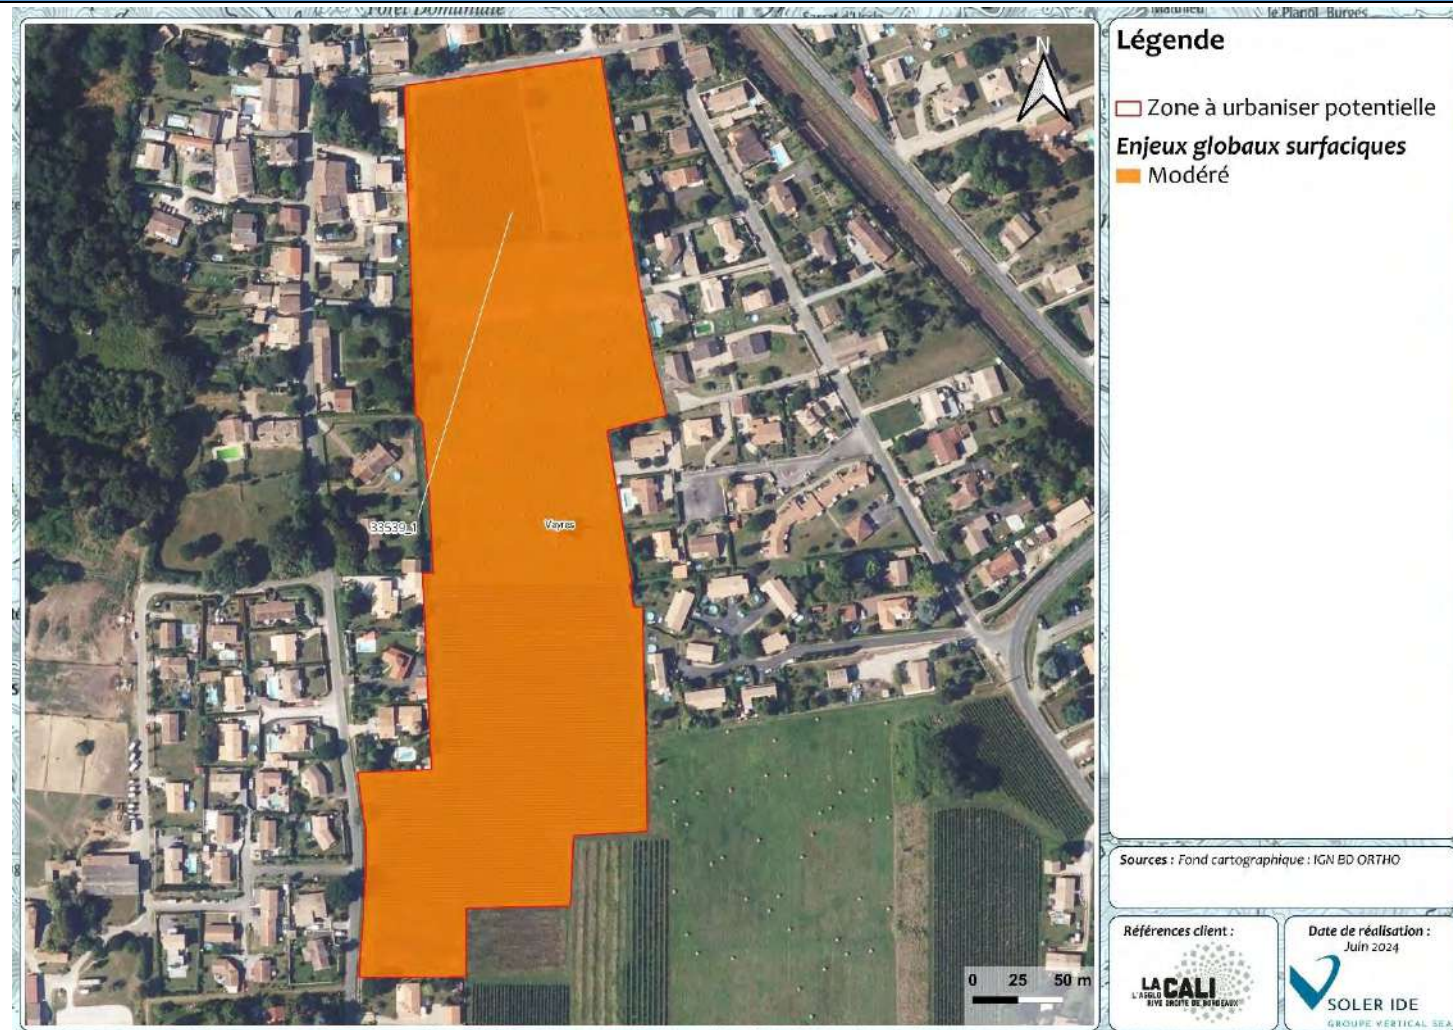 Forêt Domaniale
le Planol Burges
N
Légende
Zone à urbaniser potentielle
Enjeux globaux surfaciques
Modéré
33539_1
Vayres
Sources : Fond cartographique : IGN BD ORTHO
0 25 50 m
Références client :
LA CALI
L'AGGLO
RIVE DROITE DE BORDEAUX
Date de réalisation :
Juin 2024
SOLER IDE
GROUPE VERTICAL SEA